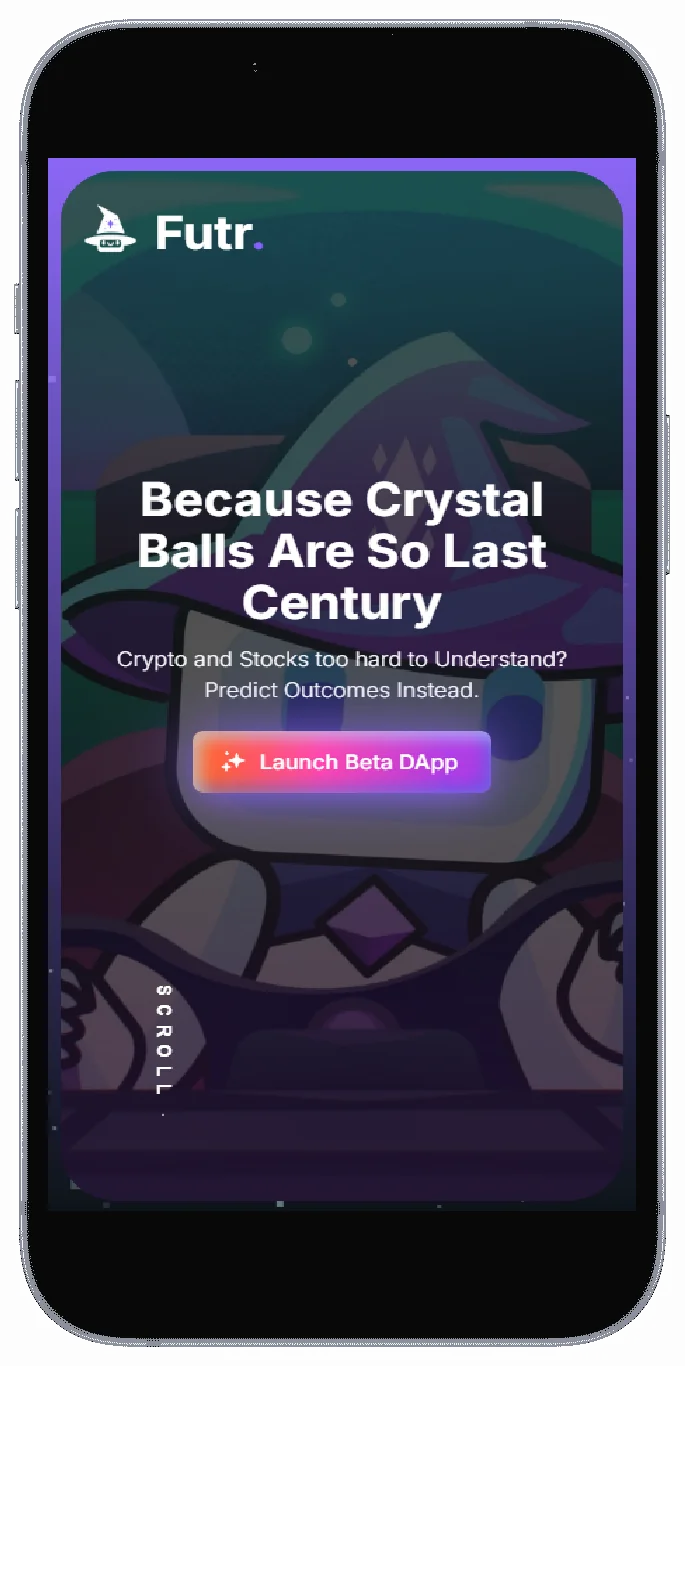 Futr.
Because Crystal
Balls Are So Last
Century
Crypto and Stocks too hard to Understand?
Predict Outcomes Instead.
Launch Beta DApp
SCROLL